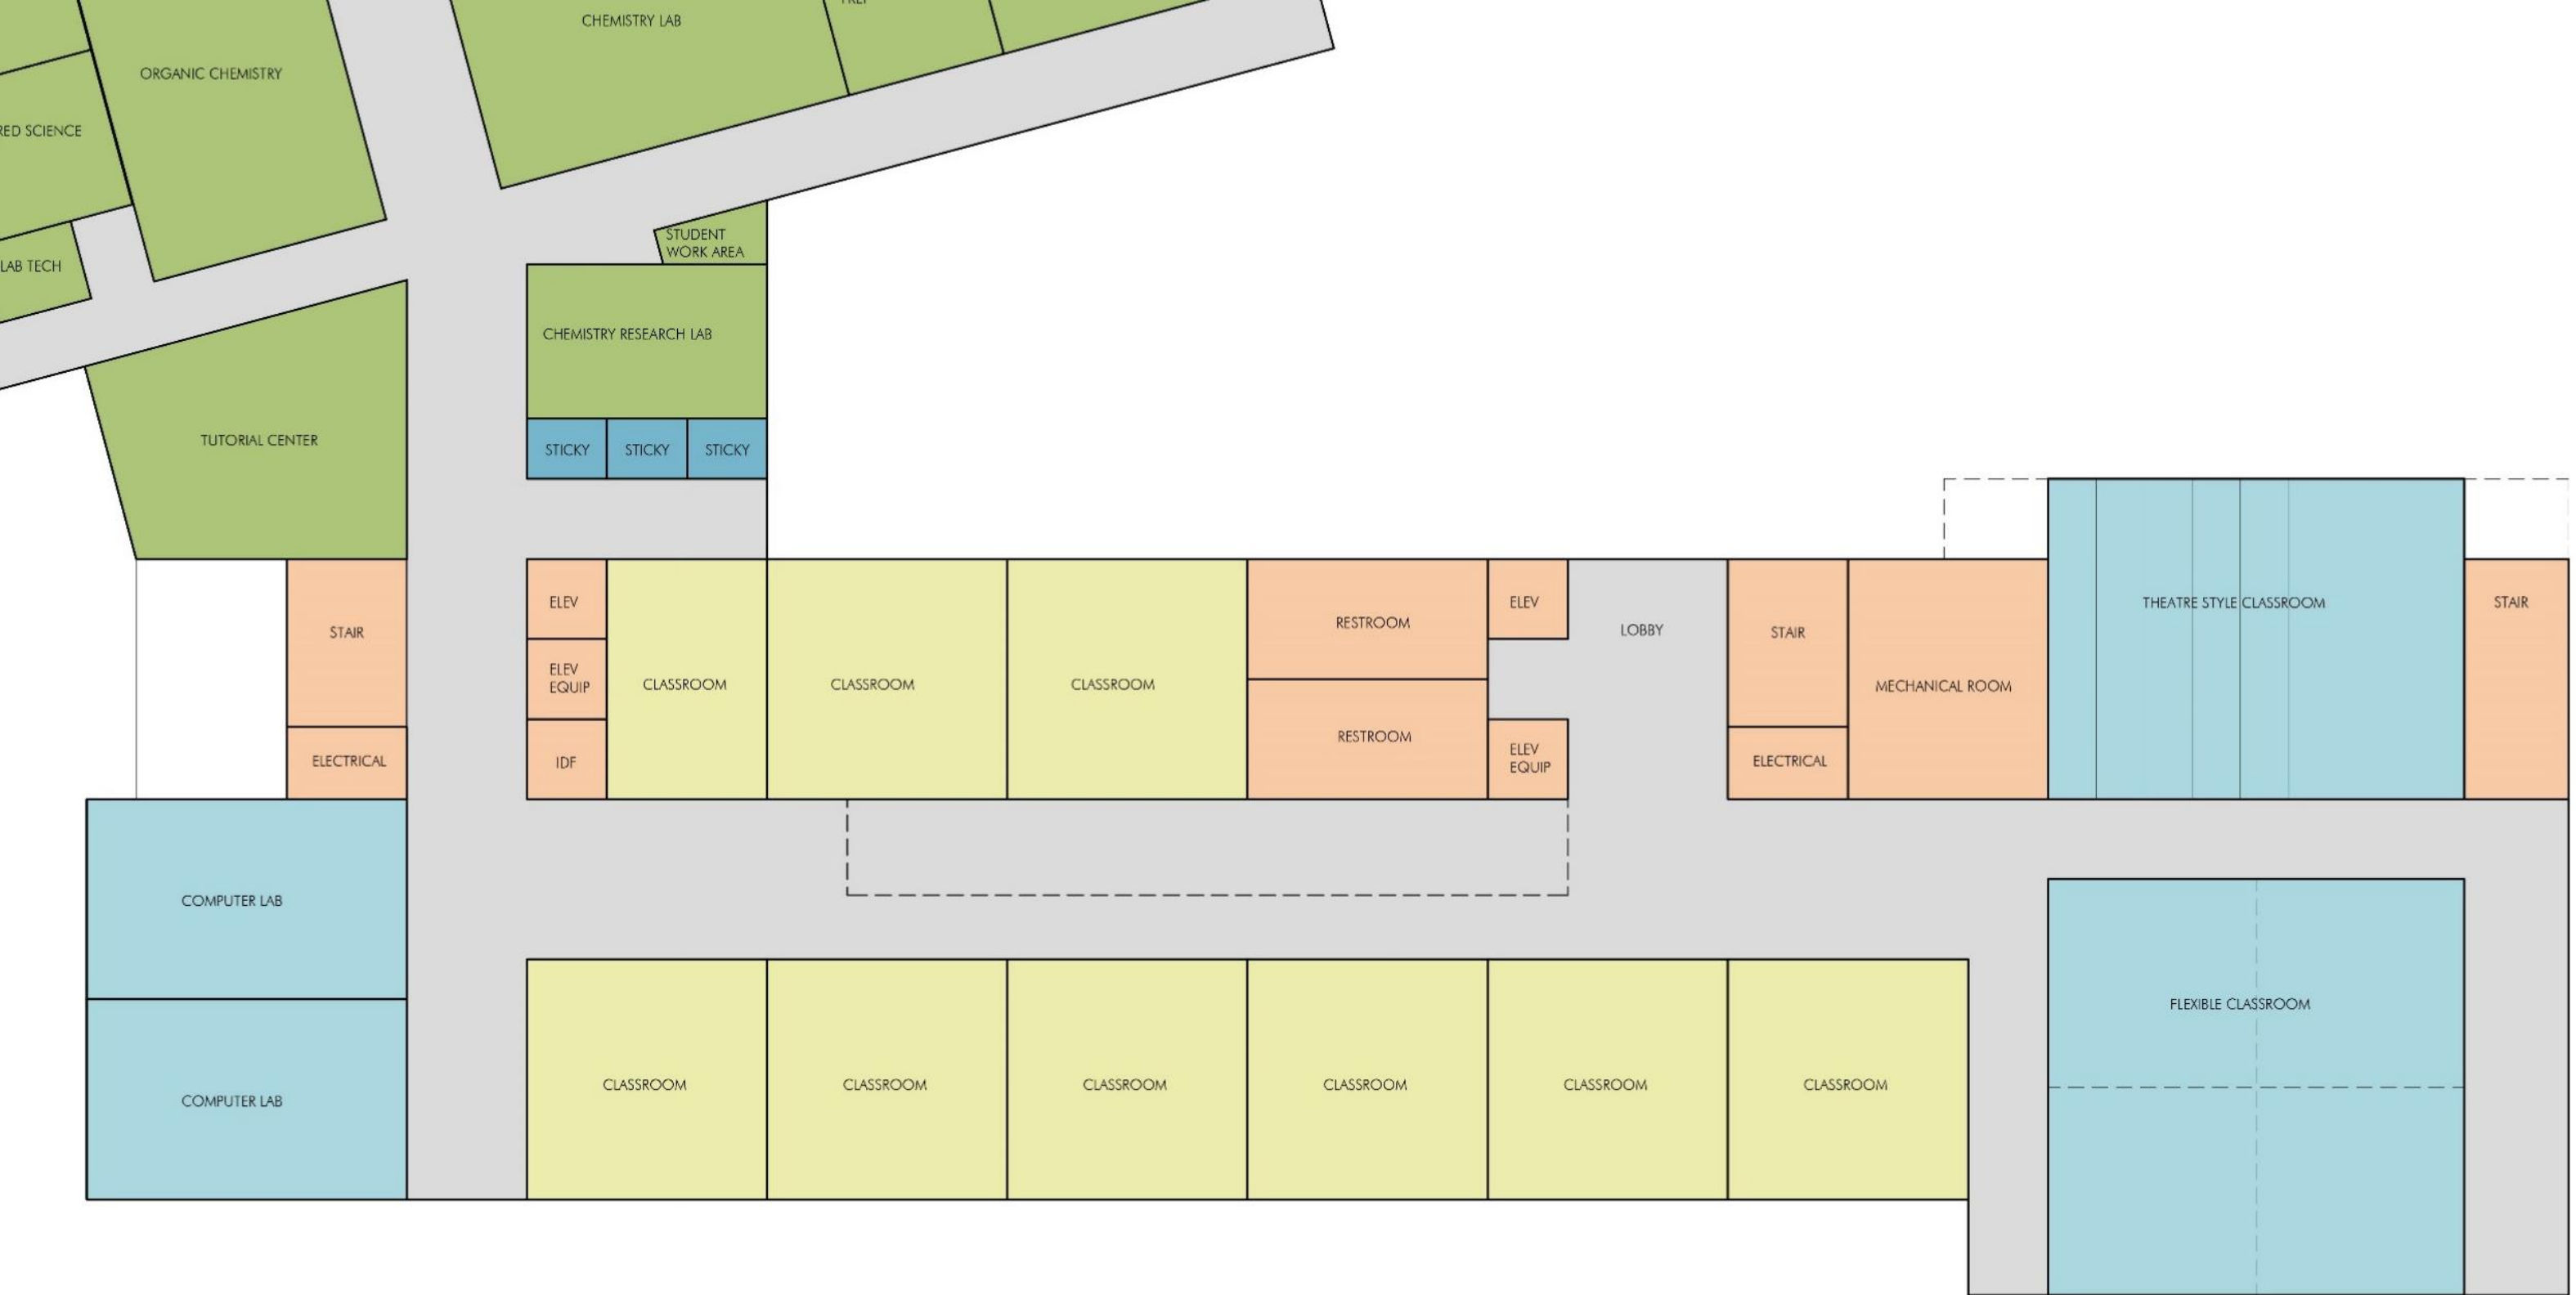 CHEMISTRY LAB
ORGANIC CHEMISTRY
RED SCIENCE
LAB TECH
STUDENT
WORK AREA
CHEMISTRY RESEARCH LAB
TUTORIAL CENTER
STICKY
STICKY
STICKY
STAIR
ELECTRICAL
ELEV
ELEV
EQUIP
IDF
CLASSROOM
CLASSROOM
CLASSROOM
RESTROOM
RESTROOM
ELEV
ELEV
EQUIP
LOBBY
STAIR
ELECTRICAL
MECHANICAL ROOM
THEATRE STYLE CLASSROOM
STAIR
COMPUTER LAB
COMPUTER LAB
CLASSROOM
CLASSROOM
CLASSROOM
CLASSROOM
CLASSROOM
CLASSROOM
FLEXIBLE CLASSROOM